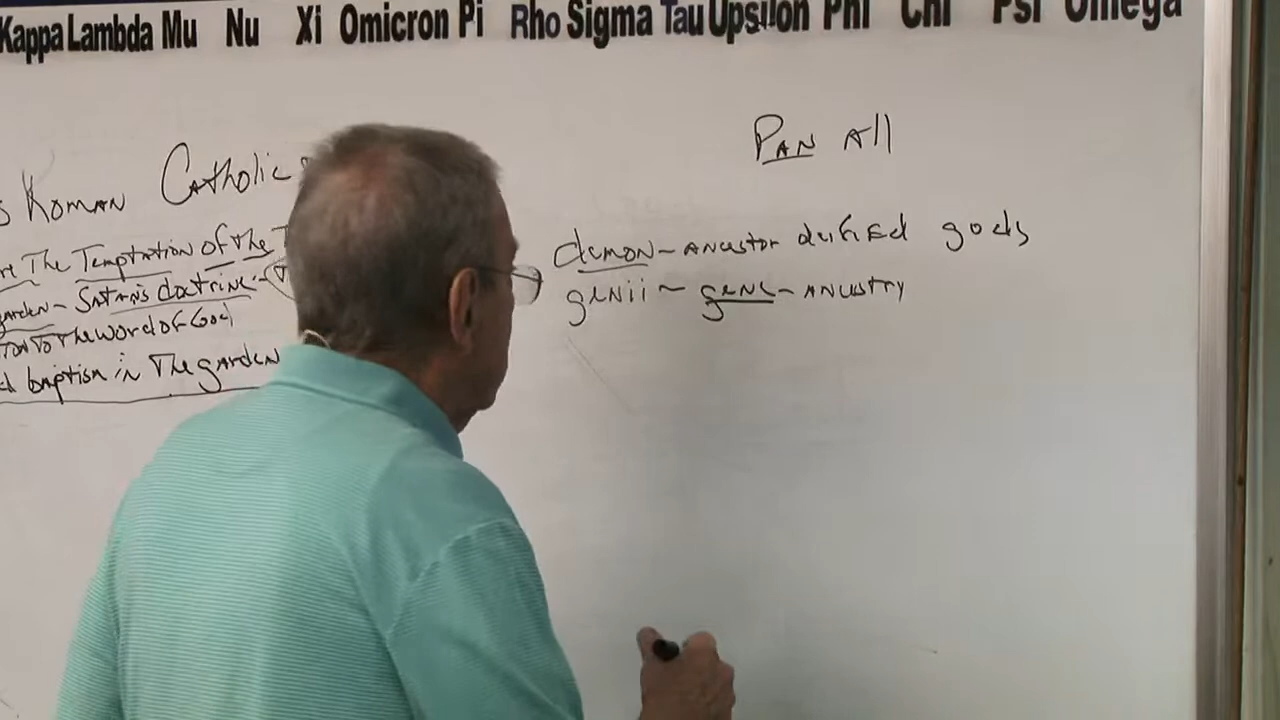 Kappa Lambda Mu Nu Xi Omicron Pi Rho Sigma Tau Upsilon Phi Chi Psi Omega
Roman Catholic
The Temptation of the
Garden - Satan's doctrine -
to The word of God
in The garden
Pan All
demon - ancestor deified gods
genii - gene - ancestry